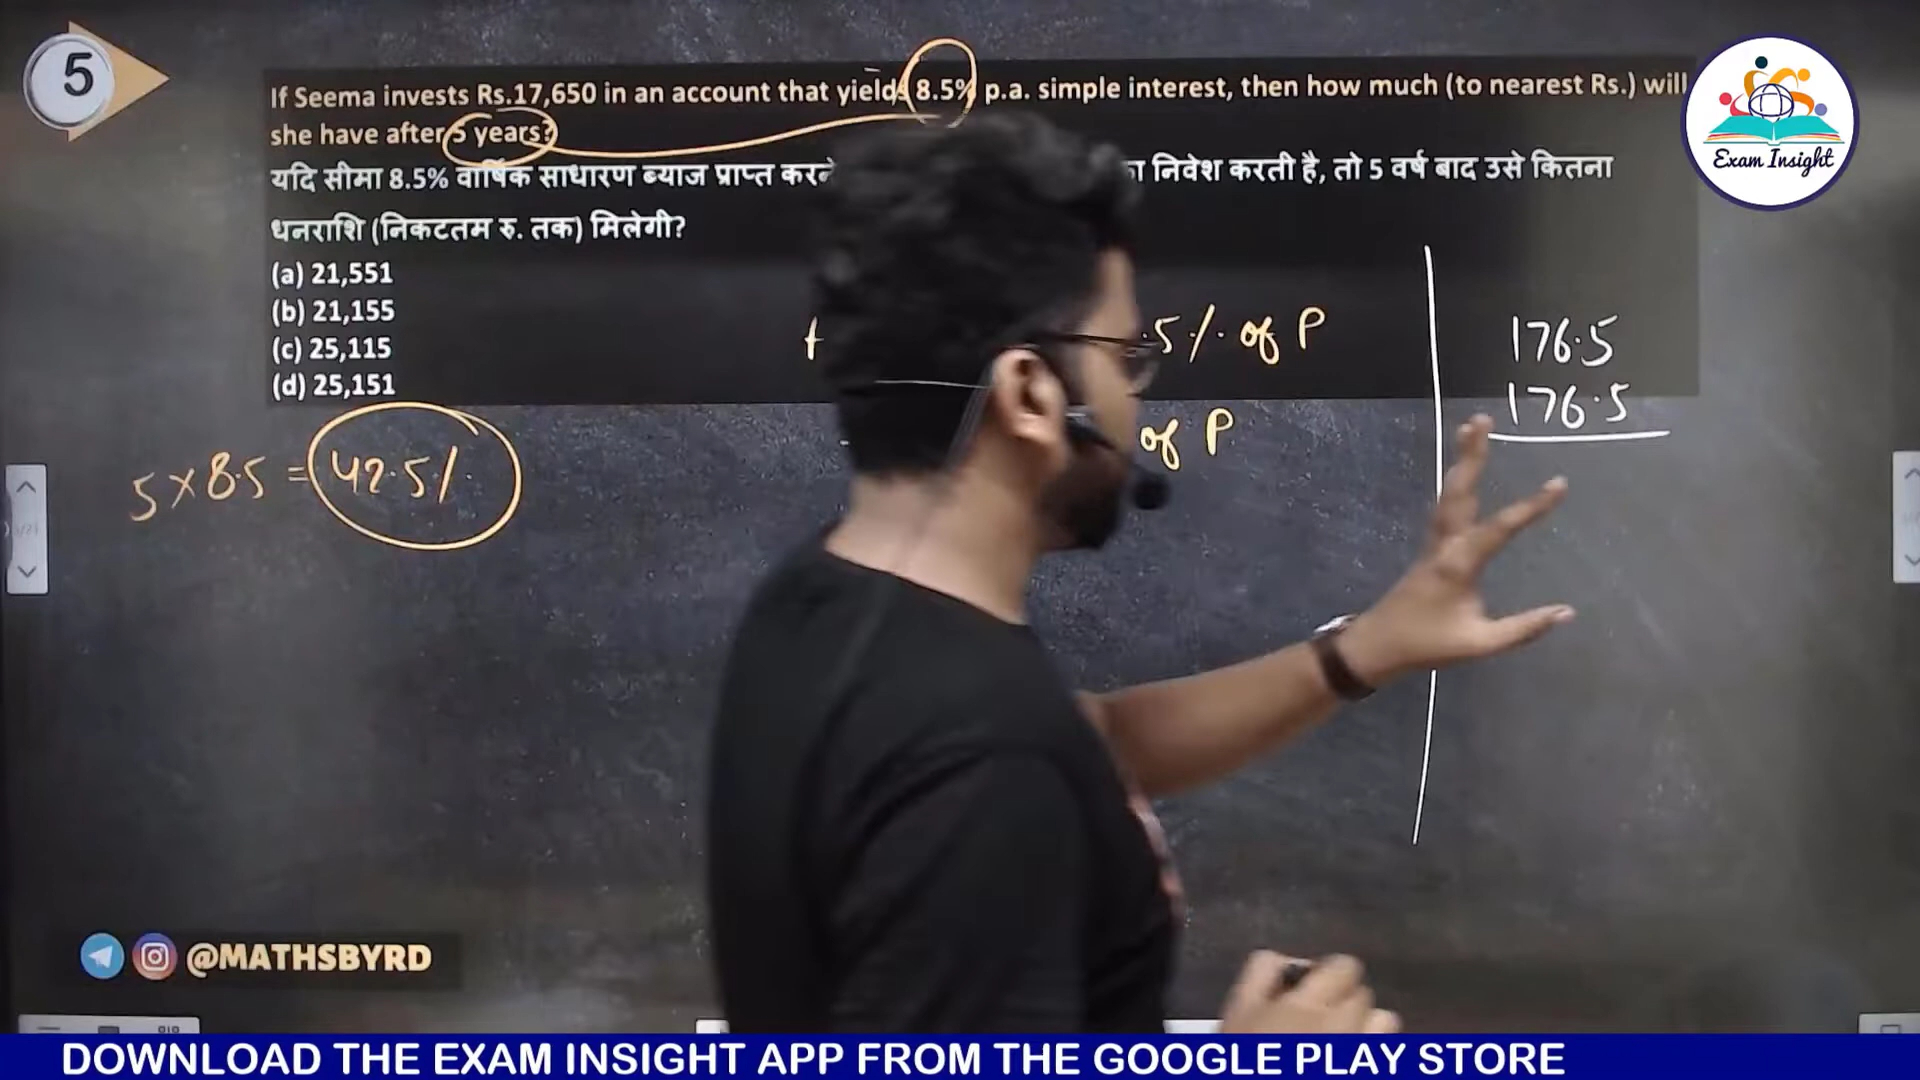 5
If Seema invests Rs.17,650 in an account that yields 8.5% p.a. simple interest, then how much (to nearest Rs.) will
she have after 5 years?
यदि सीमा 8.5% वार्षिक साधारण ब्याज प्राप्त करने निवेश करती है, तो 5 वर्ष बाद उसे कितना
धनराशि (निकटतम रु. तक) मिलेगी?
(a) 21,551
(b) 21,155
(c) 25,115
(d) 25,151
.5% of P
of P
176.5
176.5
5×8.5 = 42.5%
Exam Insight
@MATHSBYRD
DOWNLOAD THE EXAM INSIGHT APP FROM THE GOOGLE PLAY STORE